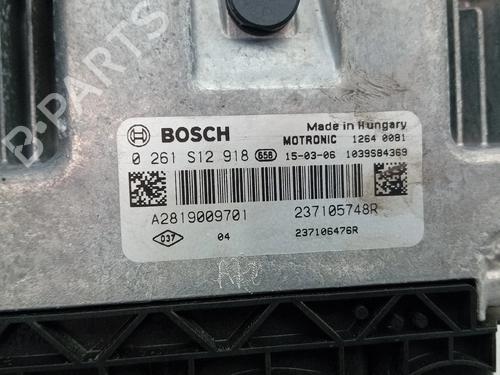 B-PARTS
BOSCH
Made in Hungary
MOTRONIC 1264 0081
0 261 S12 918 658 15-03-06 1039S84369
A2819009701 237105748R
037 04 237106476R